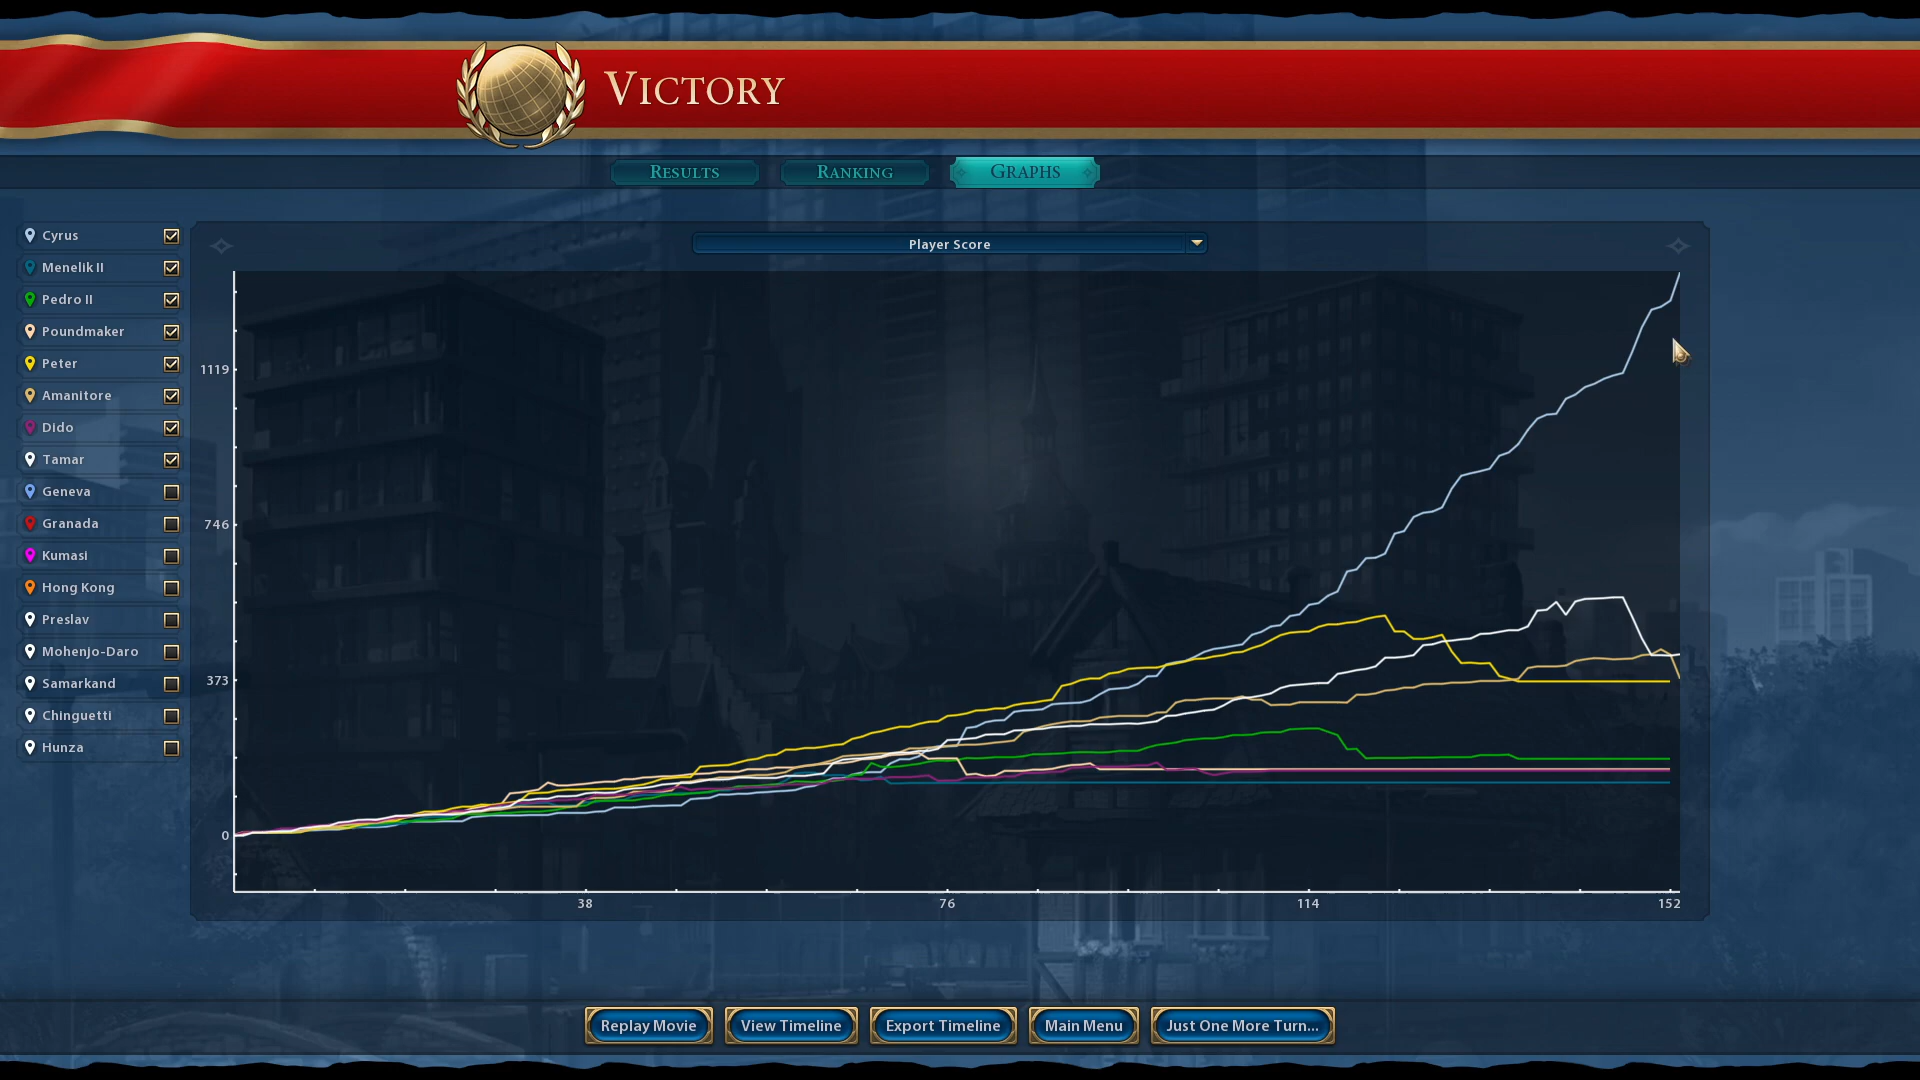 Victory
Results
Ranking
Graphs
Cyrus
Menelik II
Pedro II
Poundmaker
Peter
Amanitore
Dido
Tamar
Geneva
Granada
Kumasi
Hong Kong
Preslav
Mohenjo-Daro
Samarkand
Chinguetti
Hunza
Player Score
1119
746
373
0
38
76
114
152
Replay Movie
View Timeline
Export Timeline
Main Menu
Just One More Turn...